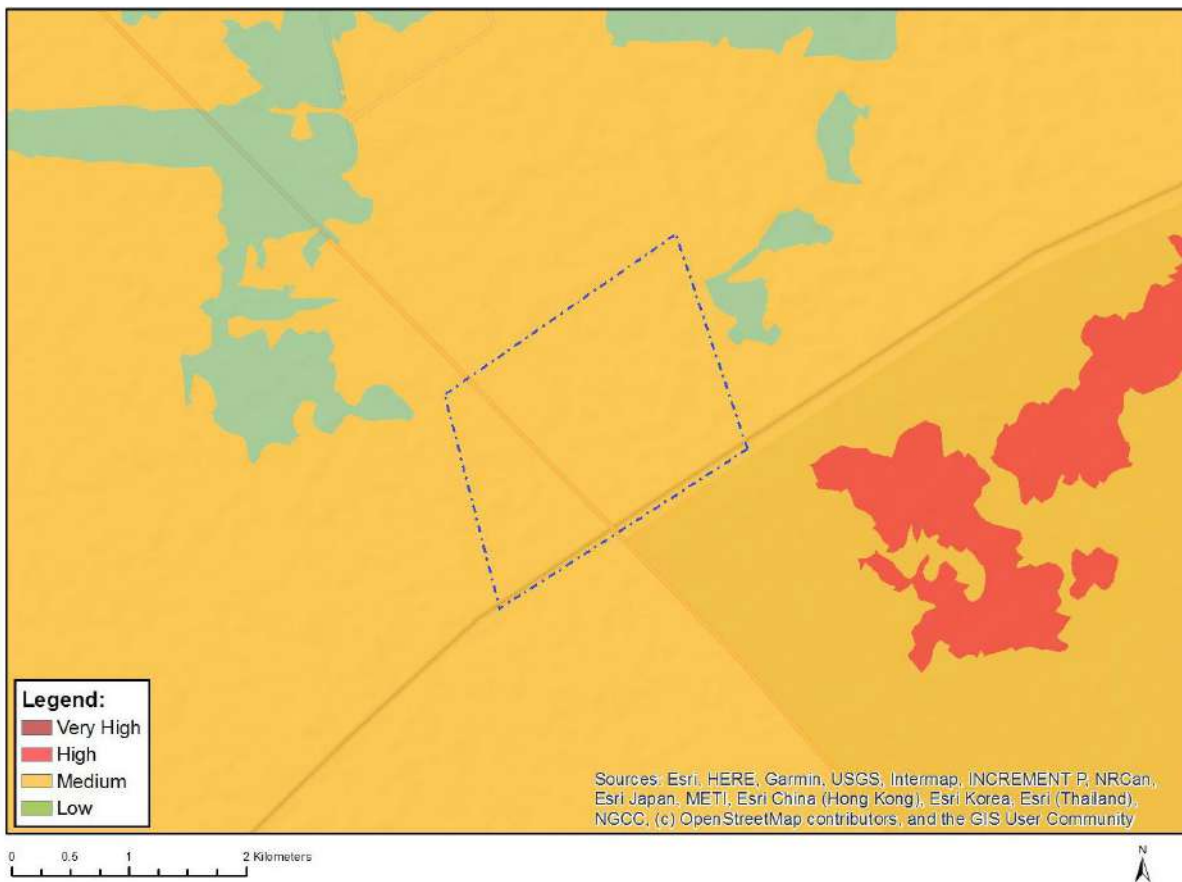 Legend:
Very High
High
Medium
Low
Sources: Esri, HERE, Garmin, USGS, Intermap, INCREMENT P, NRCan,
Esri Japan, METI, Esri China (Hong Kong), Esri Korea, Esri (Thailand),
NGCC, (c) OpenStreetMap contributors, and the GIS User Community
0 0.5 1 2 Kilometers
N